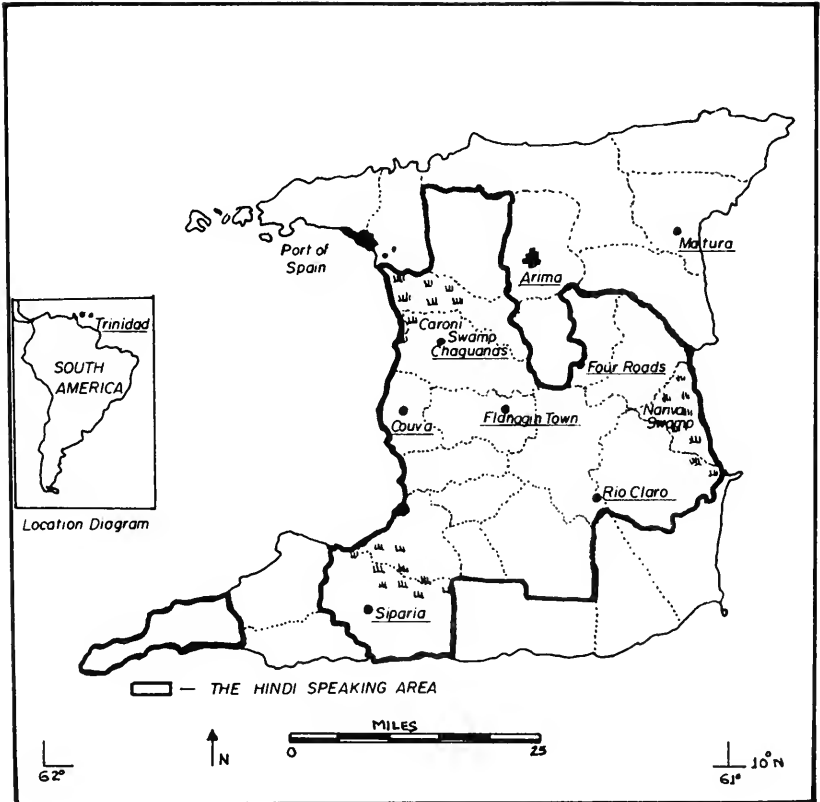 Port of
Spain
Arima
Matura
Caroni
Swamp
Chaguanas
Four Roads
Nariva
Swamp
Couva
Flanagin Town
Rio Claro
Siparia
Trinidad
SOUTH
AMERICA
Location Diagram
— THE HINDI SPEAKING AREA
MILES
0 25
N
62°
61°
10°N